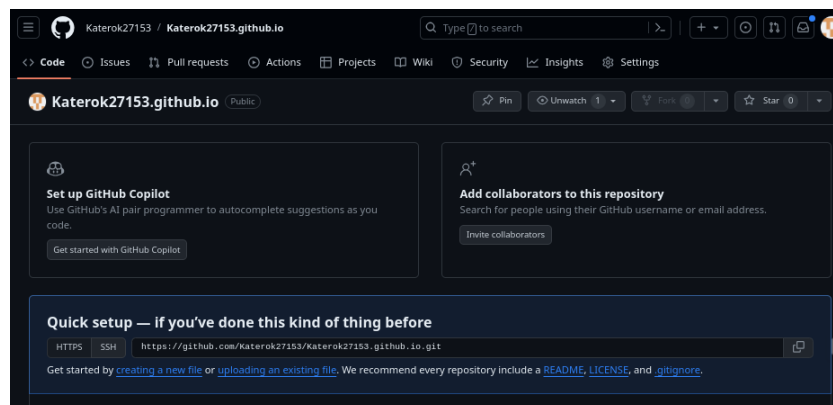 Katerok27153 / Katerok27153.github.io
Type / to search
Code Issues Pull requests Actions Projects Wiki Security Insights Settings
Katerok27153.github.io Public
Pin Unwatch 1 Fork 0 Star 0
Set up GitHub Copilot
Use GitHub's AI pair programmer to autocomplete suggestions as you
code.
Get started with GitHub Copilot
Add collaborators to this repository
Search for people using their GitHub username or email address.
Invite collaborators
Quick setup — if you've done this kind of thing before
HTTPS SSH https://github.com/Katerok27153/Katerok27153.github.io.git
Get started by creating a new file or uploading an existing file. We recommend every repository include a README, LICENSE, and .gitignore.